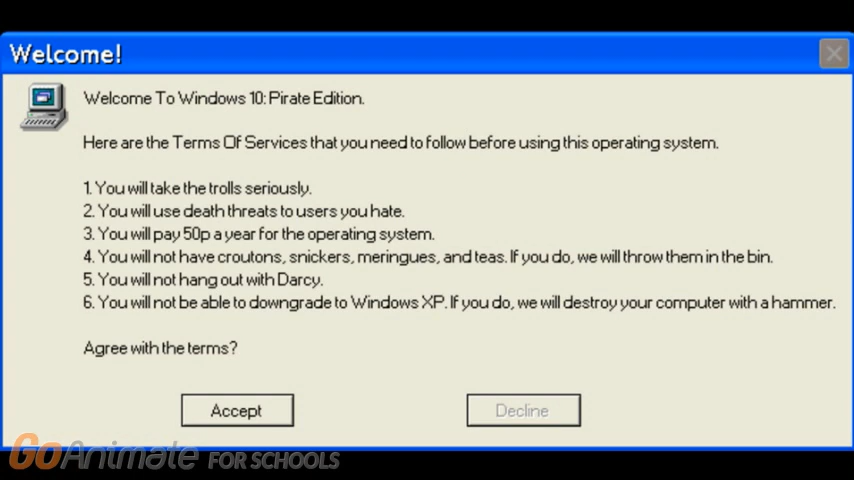 Welcome!
Welcome To Windows 10: Pirate Edition.
Here are the Terms Of Services that you need to follow before using this operating system.
1. You will take the trolls seriously.
2. You will use death threats to users you hate.
3. You will pay 50p a year for the operating system.
4. You will not have croutons, snickers, meringues, and teas. If you do, we will throw them in the bin.
5. You will not hang out with Darcy.
6. You will not be able to downgrade to Windows XP. If you do, we will destroy your computer with a hammer.
Agree with the terms?
Accept Decline
GoAnimate FOR SCHOOLS